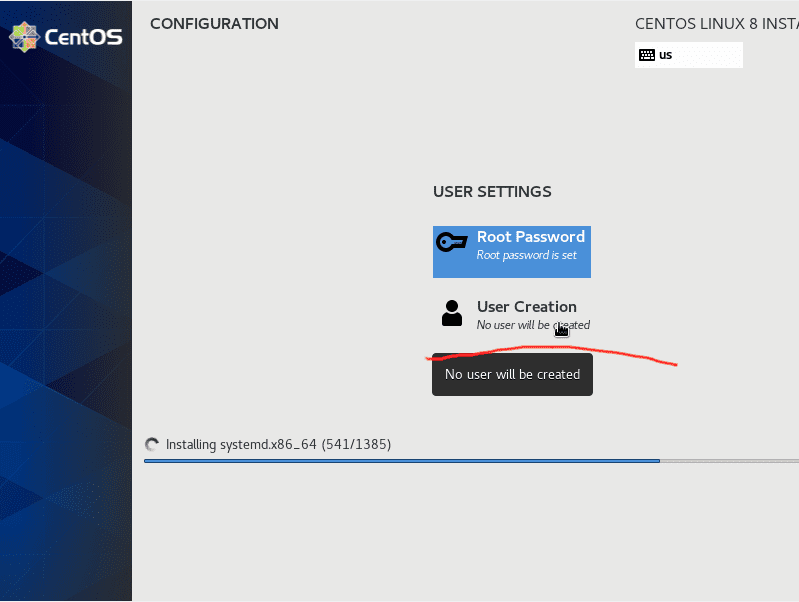 CentOS
CONFIGURATION
CENTOS LINUX 8 INSTA
us
USER SETTINGS
Root Password
Root password is set
User Creation
No user will be created
No user will be created
Installing systemd.x86_64 (541/1385)